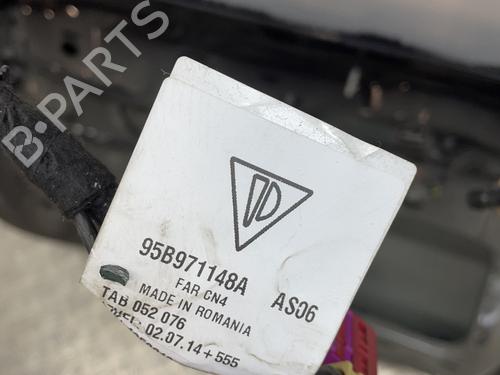 B-PARTS
95B971148A AS06
FAR CN4
MADE IN ROMANIA
TAB 052 076
02.07.14 + 555